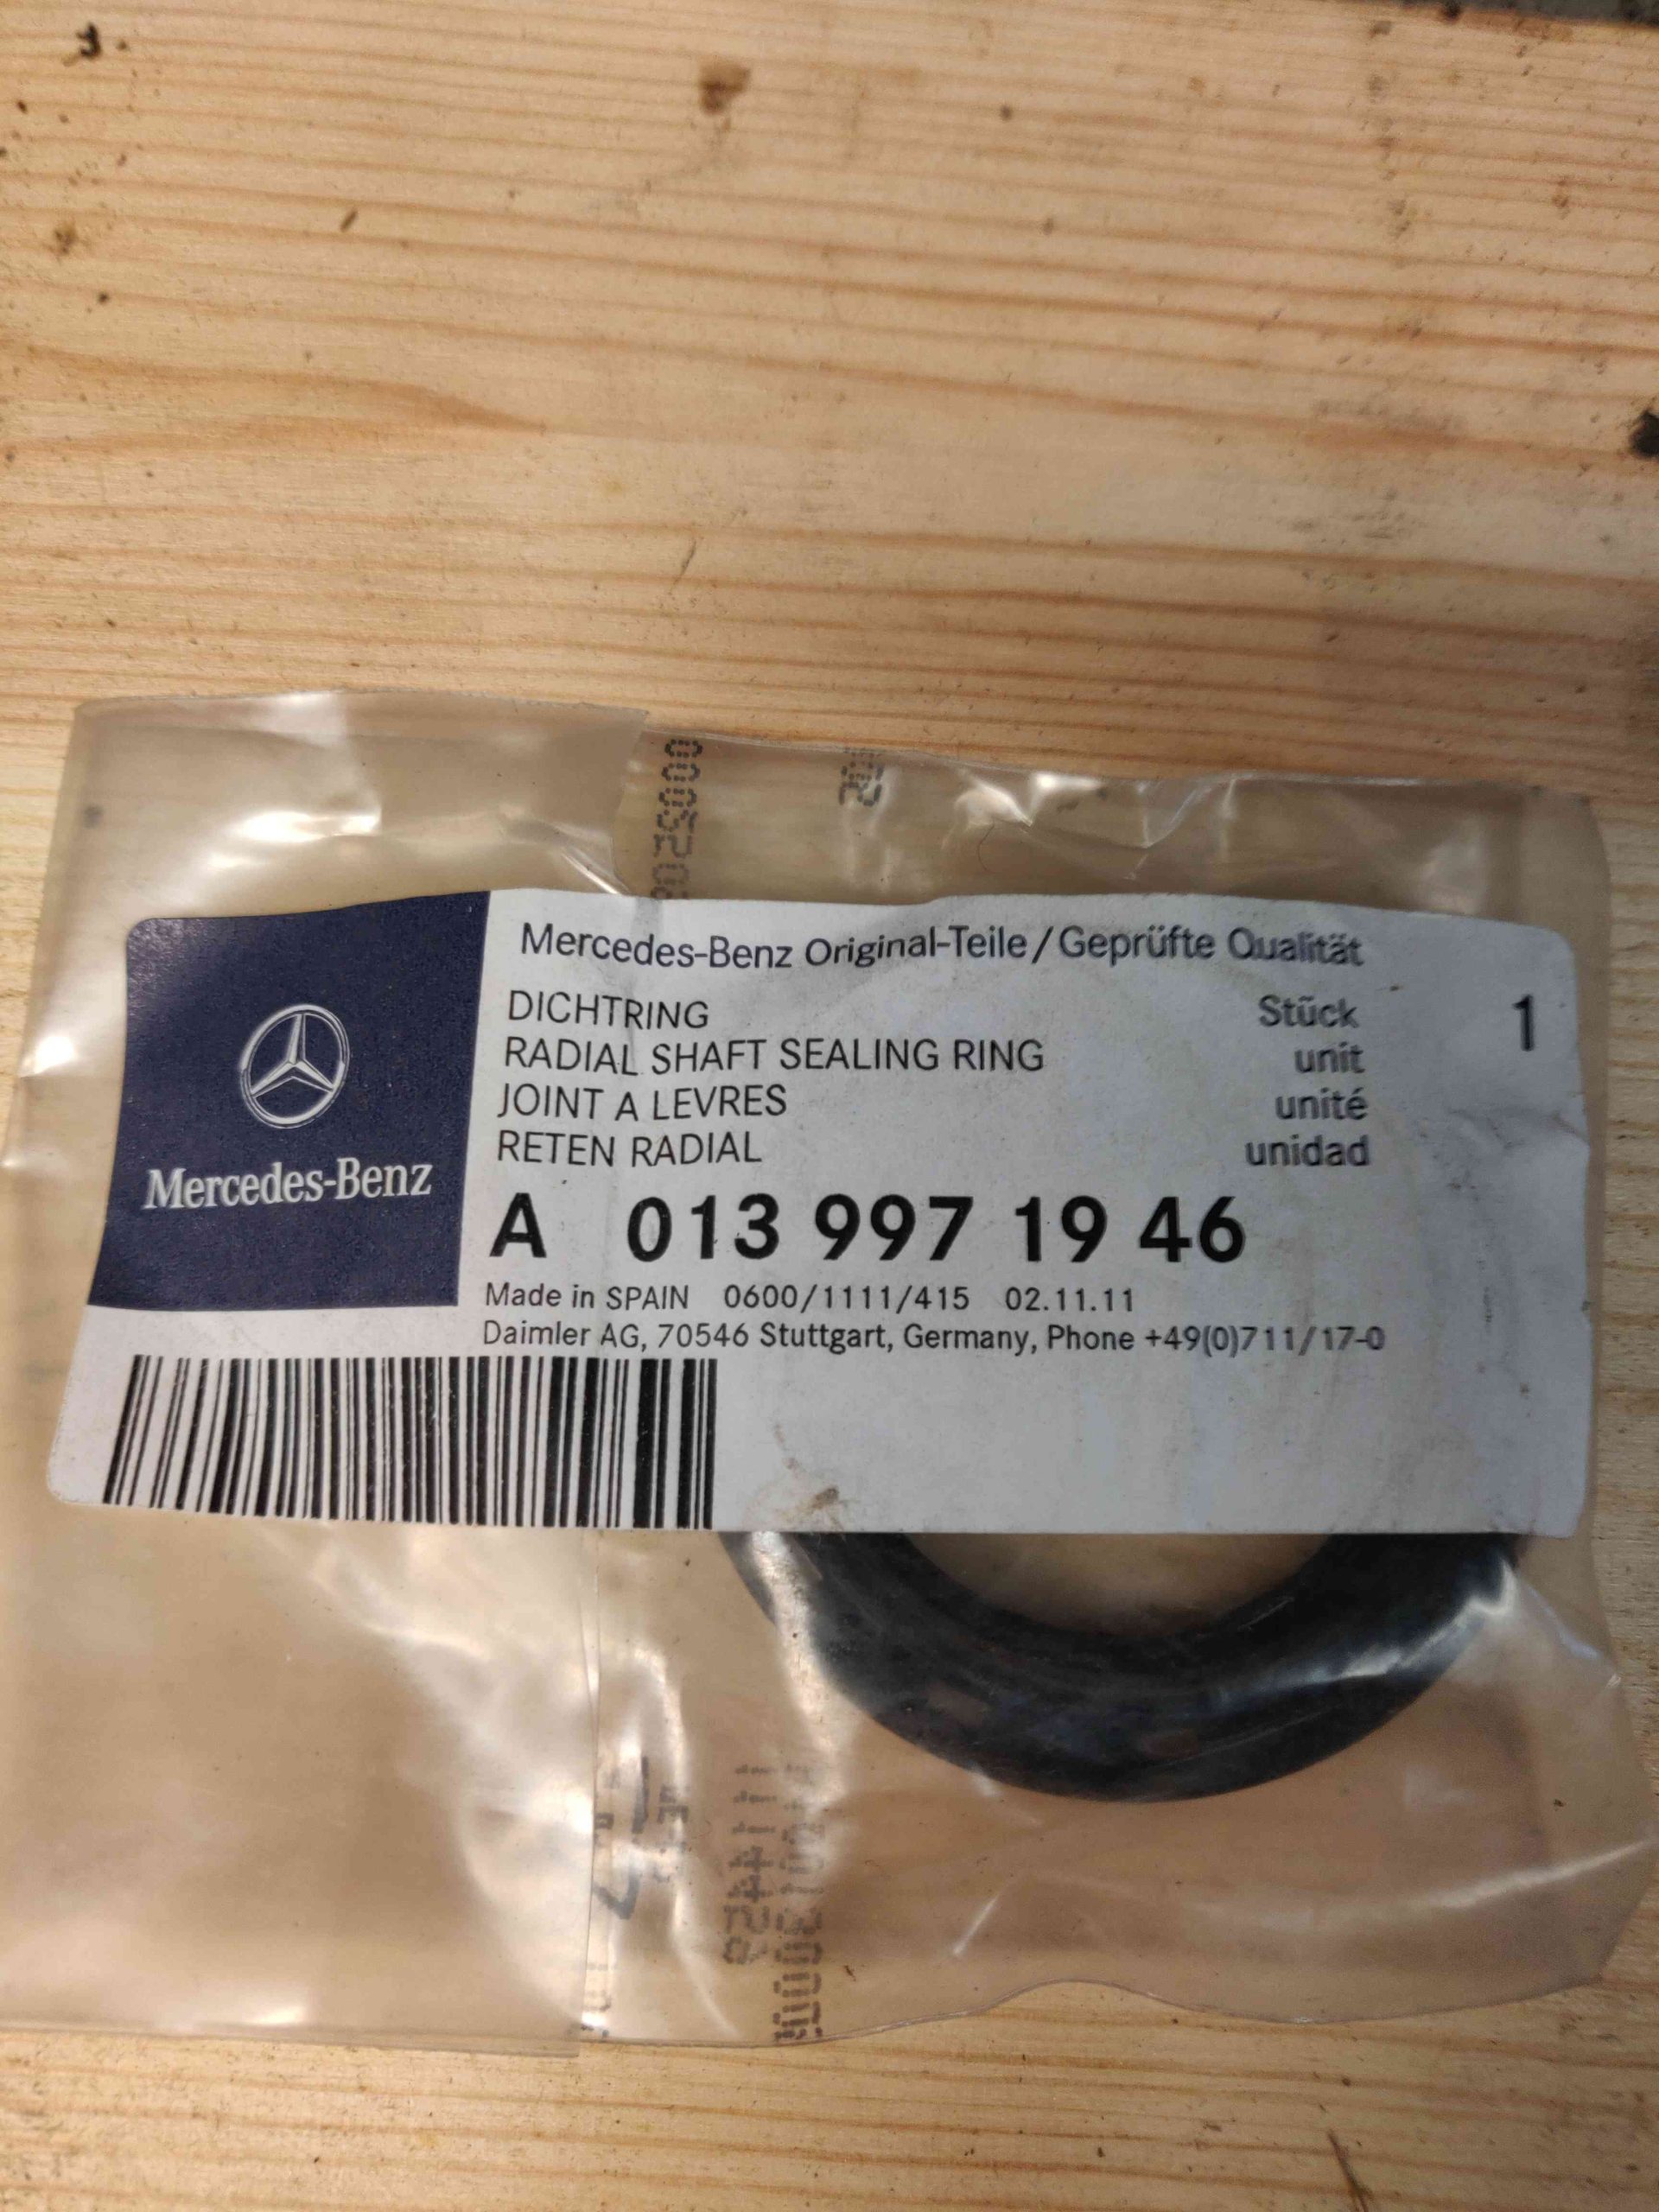 Mercedes-Benz Original-Teile/Geprüfte Qualität
DICHTRING Stück 1
RADIAL SHAFT SEALING RING unit
JOINT A LEVRES unité
RETEN RADIAL unidad
Mercedes-Benz
A 013 997 19 46
Made in SPAIN 0600/1111/415 02.11.11
Daimler AG, 70546 Stuttgart, Germany, Phone +49(0)711/17-0